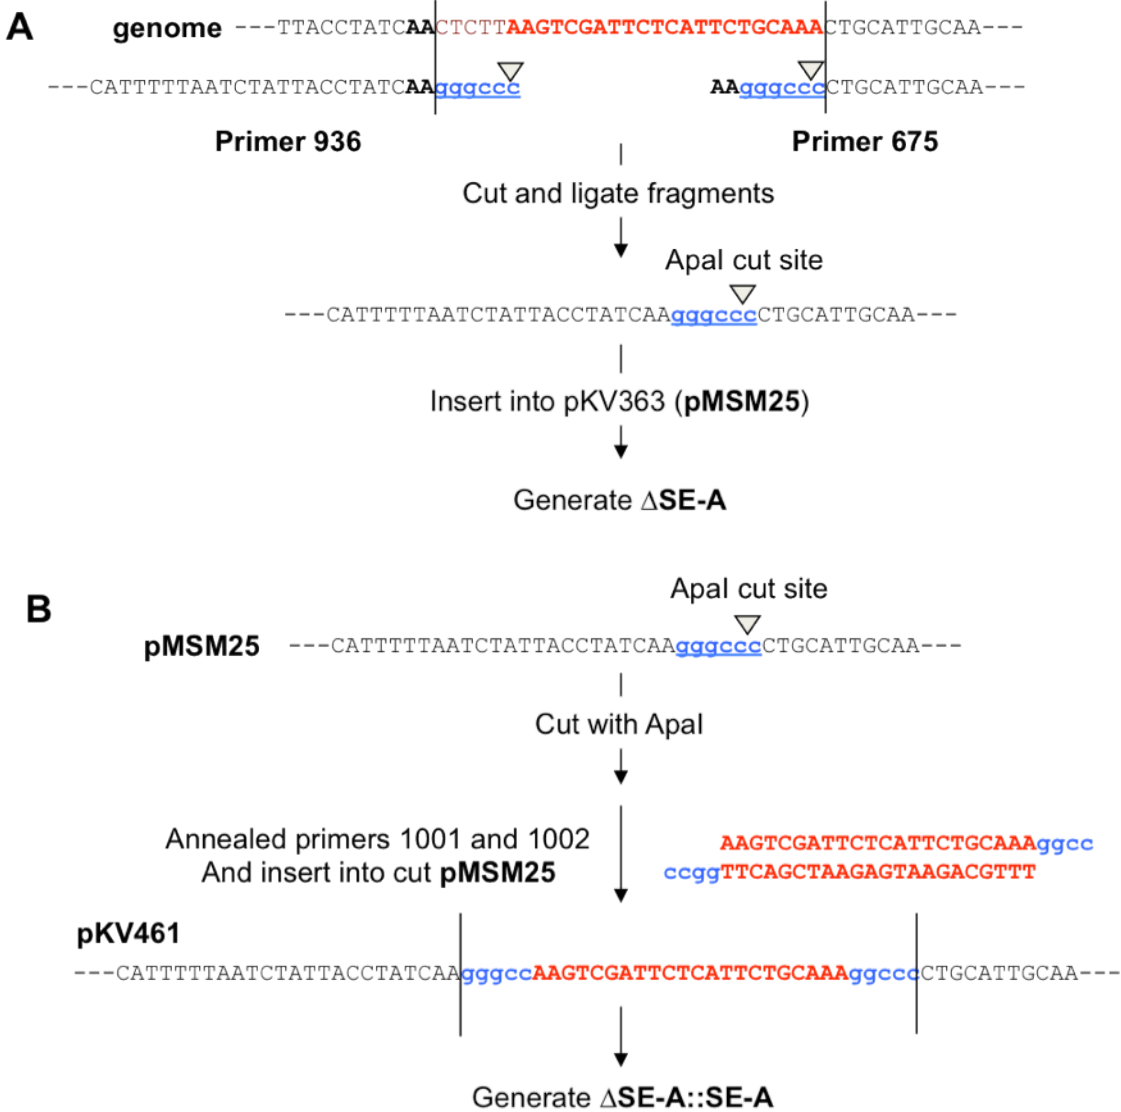 A
genome ---TTACCTATCAACTCTTAAGTCGATTCTCATTCTGCAAACTGCATTGCAA---
---CATTTTTAATCTATTACCTATCAAgggccc AAgggcccCTGCATTGCAA---
Primer 936 Primer 675
Cut and ligate fragments
ApaI cut site
---CATTTTTAATCTATTACCTATCAAgggcccCTGCATTGCAA---
Insert into pKV363 (pMSM25)
Generate ΔSE-A
B
ApaI cut site
pMSM25 ---CATTTTTAATCTATTACCTATCAAgggcccCTGCATTGCAA---
Cut with ApaI
Annealed primers 1001 and 1002
And insert into cut pMSM25
AAGTCGATTCTCATTCTGCAAAggcc
ccggTTCAGCTAAGAGTAAGACGTTT
pKV461
---CATTTTTAATCTATTACCTATCAAgggccAAGTCGATTCTCATTCTGCAAAggcccCTGCATTGCAA---
Generate ΔSE-A::SE-A